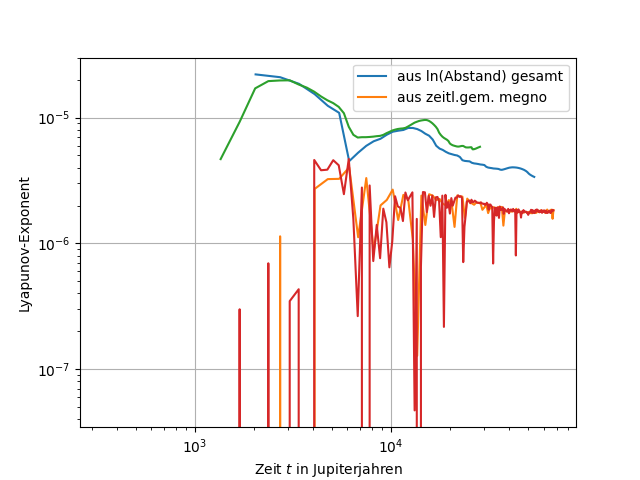 aus ln(Abstand) gesamt
aus zeitl.gem. megno
Lyapunov-Exponent
10⁻⁵
10⁻⁶
10⁻⁷
10³ 10⁴
Zeit t in Jupiterjahren